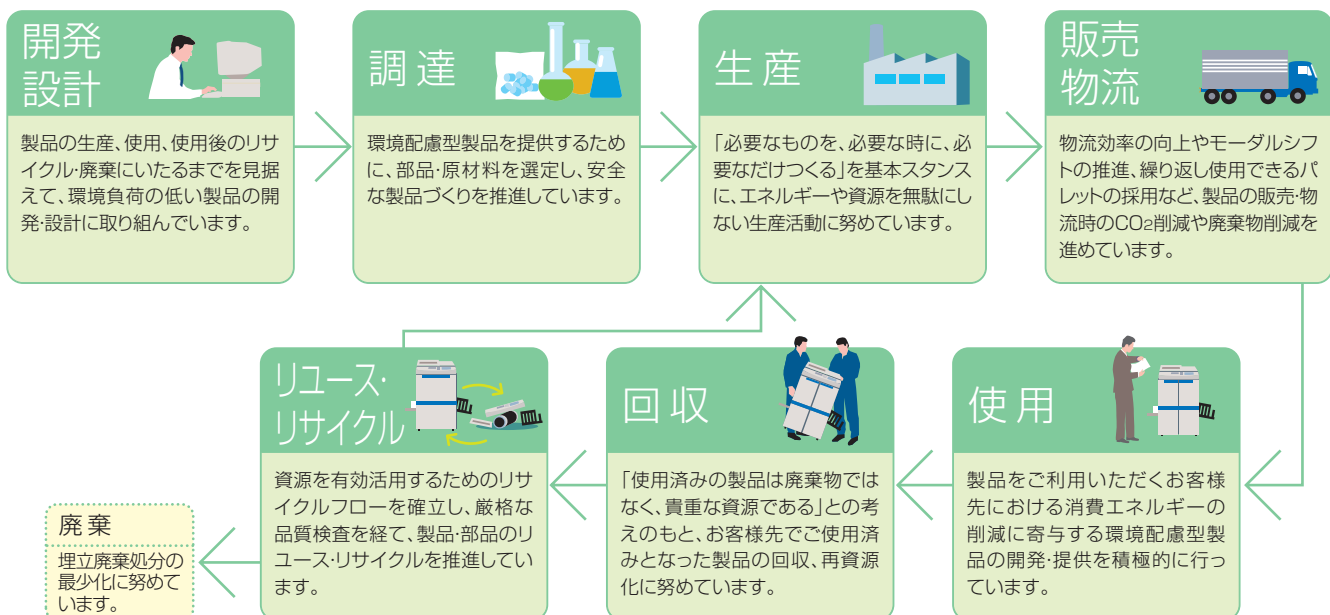 開発
設計
製品の生産、使用、使用後のリサ
イクル・廃棄にいたるまでを見据
えて、環境負荷の低い製品の開
発・設計に取り組んでいます。
調達
環境配慮型製品を提供するため
に、部品・原材料を選定し、安全
な製品づくりを推進しています。
生産
「必要なものを、必要な時に、必
要なだけつくる」を基本スタンス
に、エネルギーや資源を無駄にし
ない生産活動に努めています。
販売
物流
物流効率の向上やモーダルシフ
トの推進、繰り返し使用できるパ
レットの採用など、製品の販売・物
流時のCO2削減や廃棄物削減を
進めています。
使用
製品をご利用いただくお客様
先における消費エネルギーの
削減に寄与する環境配慮型製
品の開発・提供を積極的に行っ
ています。
回収
「使用済みの製品は廃棄物では
なく、貴重な資源である」との考
えのもと、お客様先でご使用済
みとなった製品の回収、再資源
化に努めています。
リユース・
リサイクル
資源を有効活用するためのリサ
イクルフローを確立し、厳格な
品質検査を経て、製品・部品のリ
ユース・リサイクルを推進してい
ます。
廃棄
埋立廃棄処分の
最少化に努めて
います。